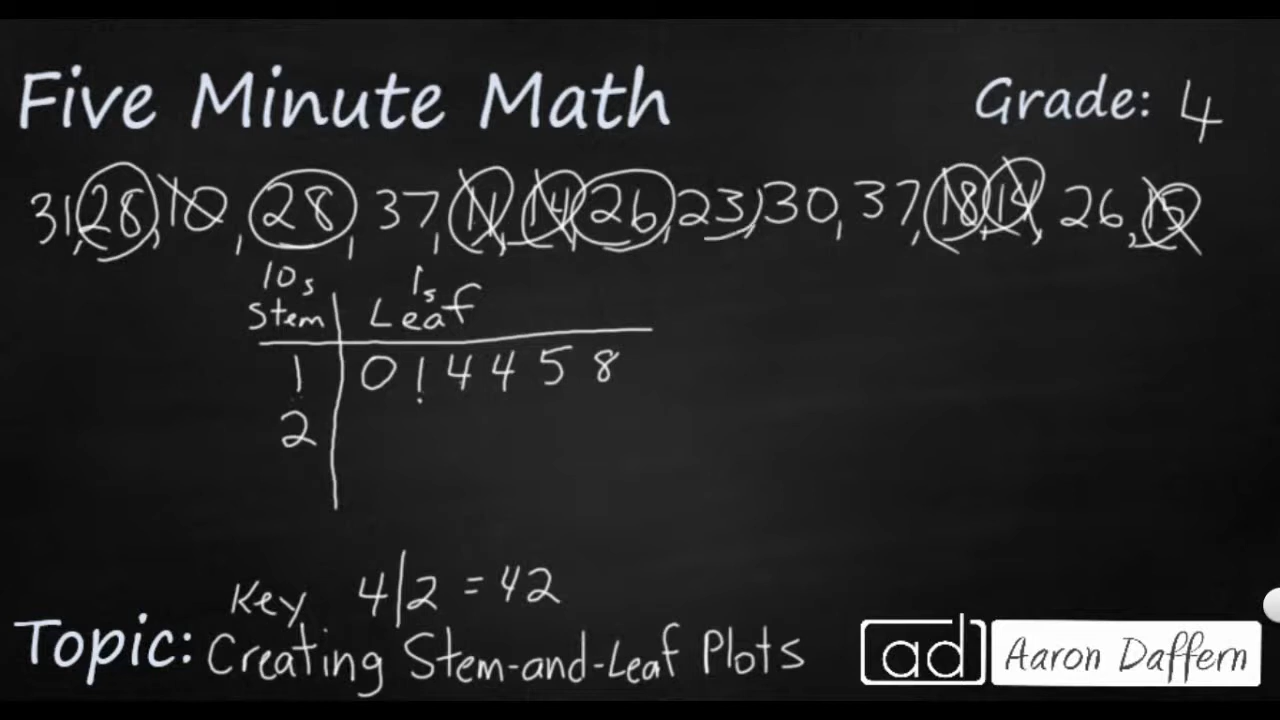 Five Minute Math Grade: 4
31, 28, 10, 28, 37, 11, 14, 26, 23, 30, 37, 18, 14, 26, 15
10s 1s
Stem Leaf
1 0 1 4 4 5 8
2
Key 4|2 = 42
Topic: Creating Stem-and-Leaf Plots
ad Aaron Daffern